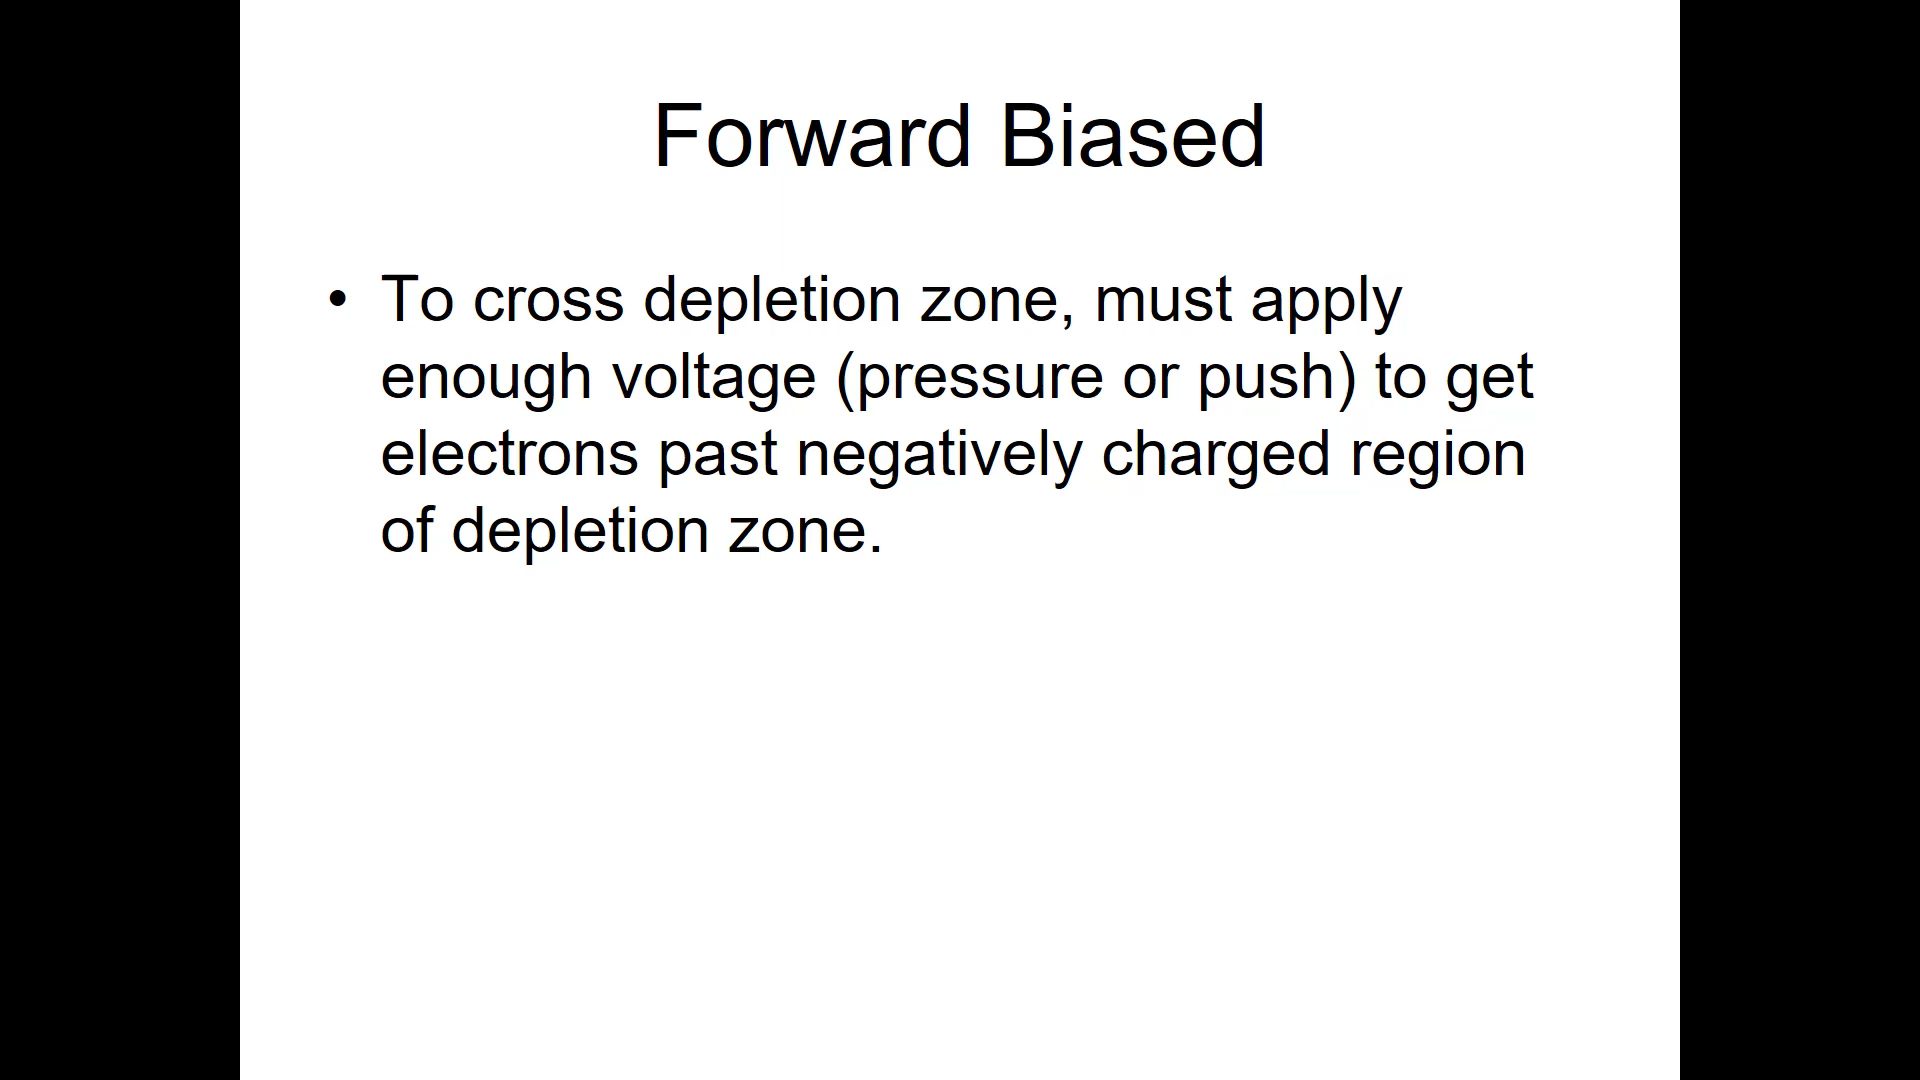 Forward Biased
• To cross depletion zone, must apply
enough voltage (pressure or push) to get
electrons past negatively charged region
of depletion zone.